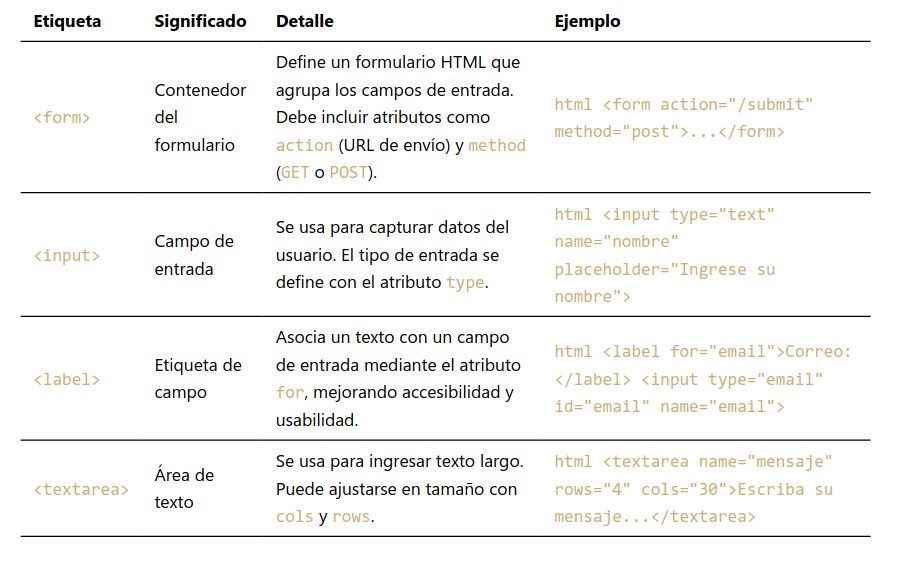 Etiqueta Significado Detalle Ejemplo
<form>
Contenedor
del
formulario
Define un formulario HTML que
agrupa los campos de entrada.
Debe incluir atributos como
action (URL de envío) y method
(GET o POST).
html <form action="/submit"
method="post">...</form>
<input>
Campo de
entrada
Se usa para capturar datos del
usuario. El tipo de entrada se
define con el atributo type.
html <input type="text"
name="nombre"
placeholder="Ingrese su
nombre">
<label>
Etiqueta de
campo
Asocia un texto con un campo
de entrada mediante el atributo
for, mejorando accesibilidad y
usabilidad.
html <label for="email">Correo:
</label> <input type="email"
id="email" name="email">
<textarea>
Área de
texto
Se usa para ingresar texto largo.
Puede ajustarse en tamaño con
cols y rows.
html <textarea name="mensaje"
rows="4" cols="30">Escriba su
mensaje...</textarea>